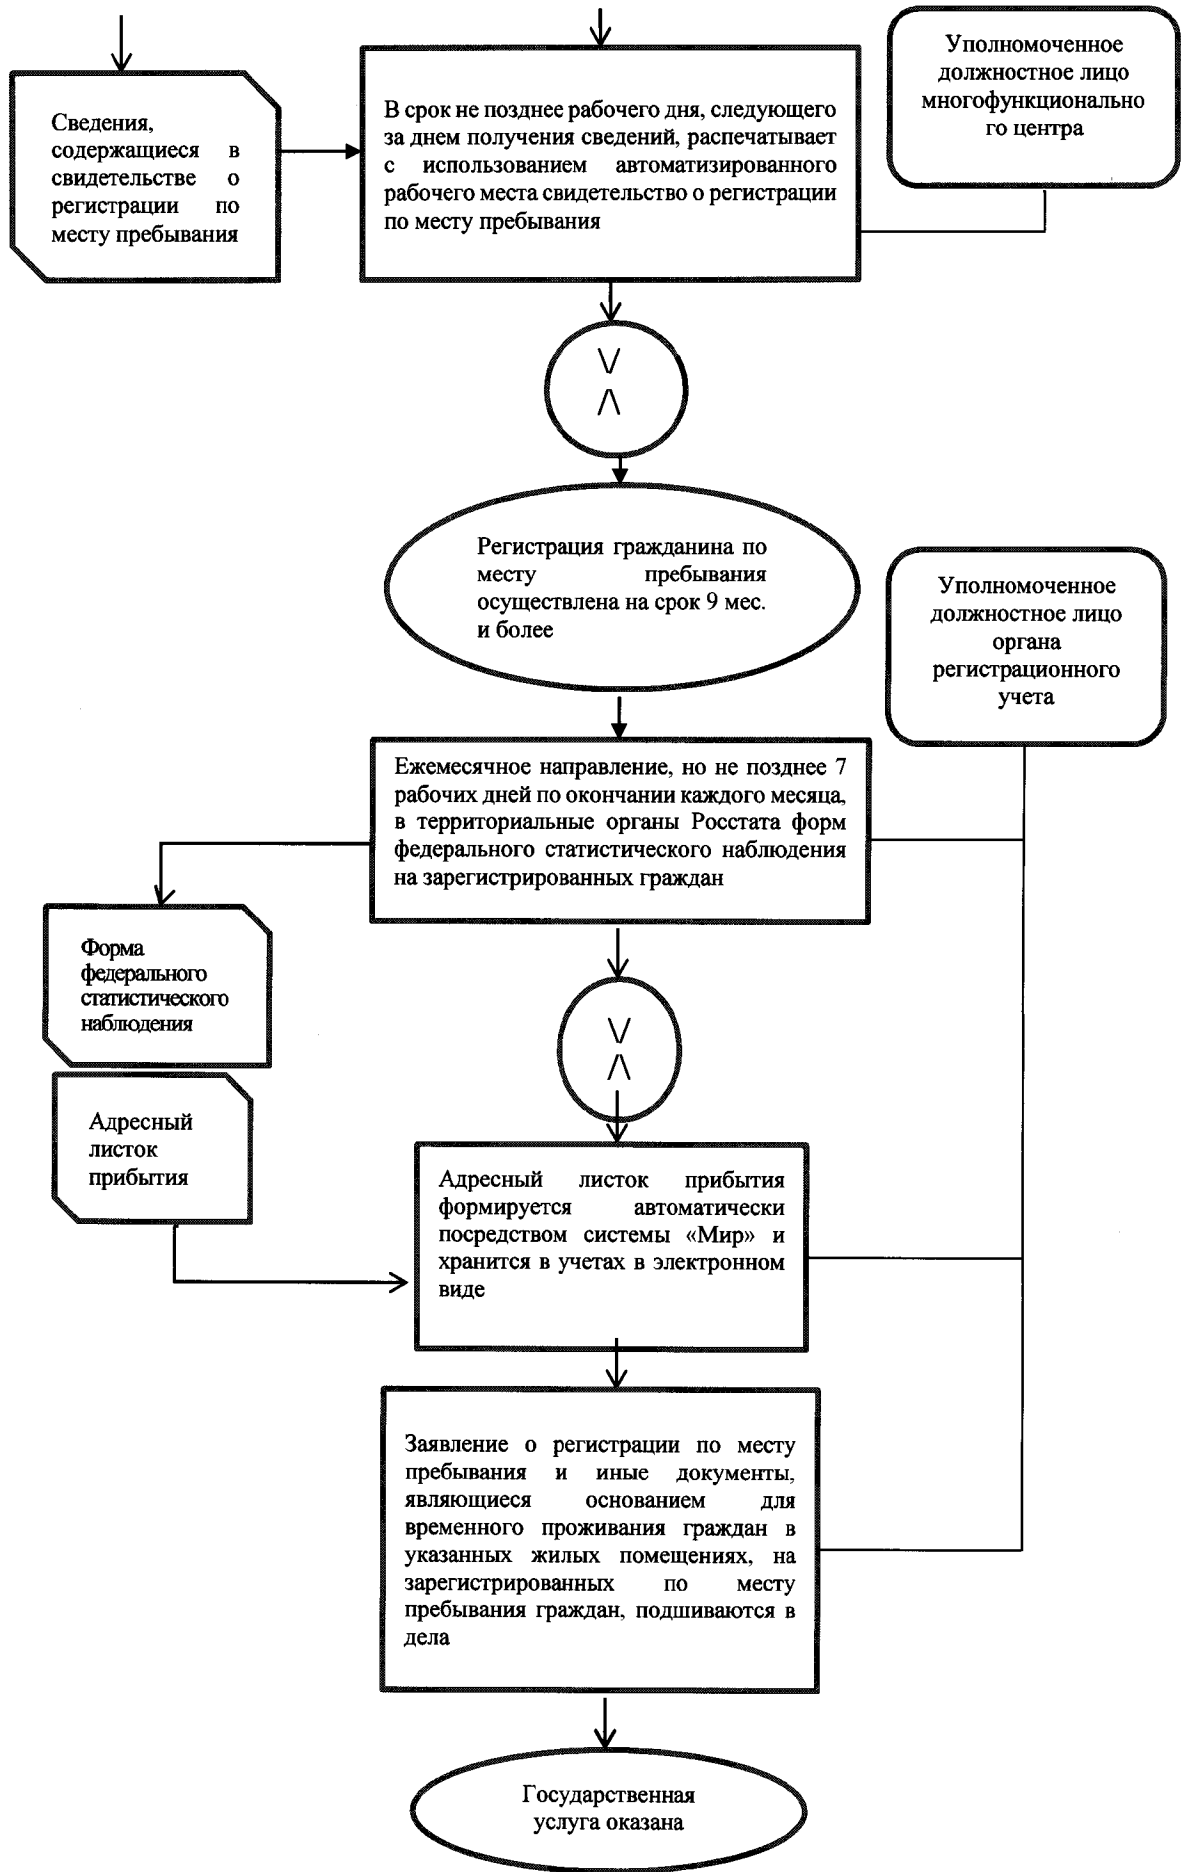 Сведения,
содержащиеся в
свидетельстве о
регистрации по
месту пребывания
В срок не позднее рабочего дня, следующего
за днем получения сведений, распечатывает
с использованием автоматизированного
рабочего места свидетельство о регистрации
по месту пребывания
Уполномоченное
должностное лицо
многофункционально
го центра
\/
/\
Регистрация гражданина по
месту пребывания
осуществлена на срок 9 мес.
и более
Уполномоченное
должностное лицо
органа
регистрационного
учета
Ежемесячное направление, но не позднее 7
рабочих дней по окончании каждого месяца,
в территориальные органы Росстата форм
федерального статистического наблюдения
на зарегистрированных граждан
Форма
федерального
статистического
наблюдения
\/
/\
Адресный
листок
прибытия
Адресный листок прибытия
формируется автоматически
посредством системы «Мир» и
хранится в учетах в электронном
виде
Заявление о регистрации по месту
пребывания и иные документы,
являющиеся основанием для
временного проживания граждан в
указанных жилых помещениях, на
зарегистрированных по месту
пребывания граждан, подшиваются в
дела
Государственная
услуга оказана